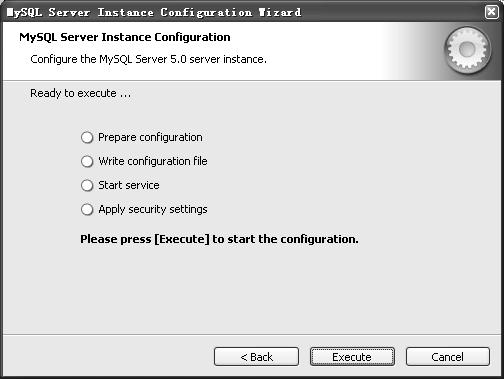 MySQL Server Instance Configuration Wizard
MySQL Server Instance Configuration
Configure the MySQL Server 5.0 server instance.
Ready to execute ...
Prepare configuration
Write configuration file
Start service
Apply security settings
Please press [Execute] to start the configuration.
< Back
Execute
Cancel